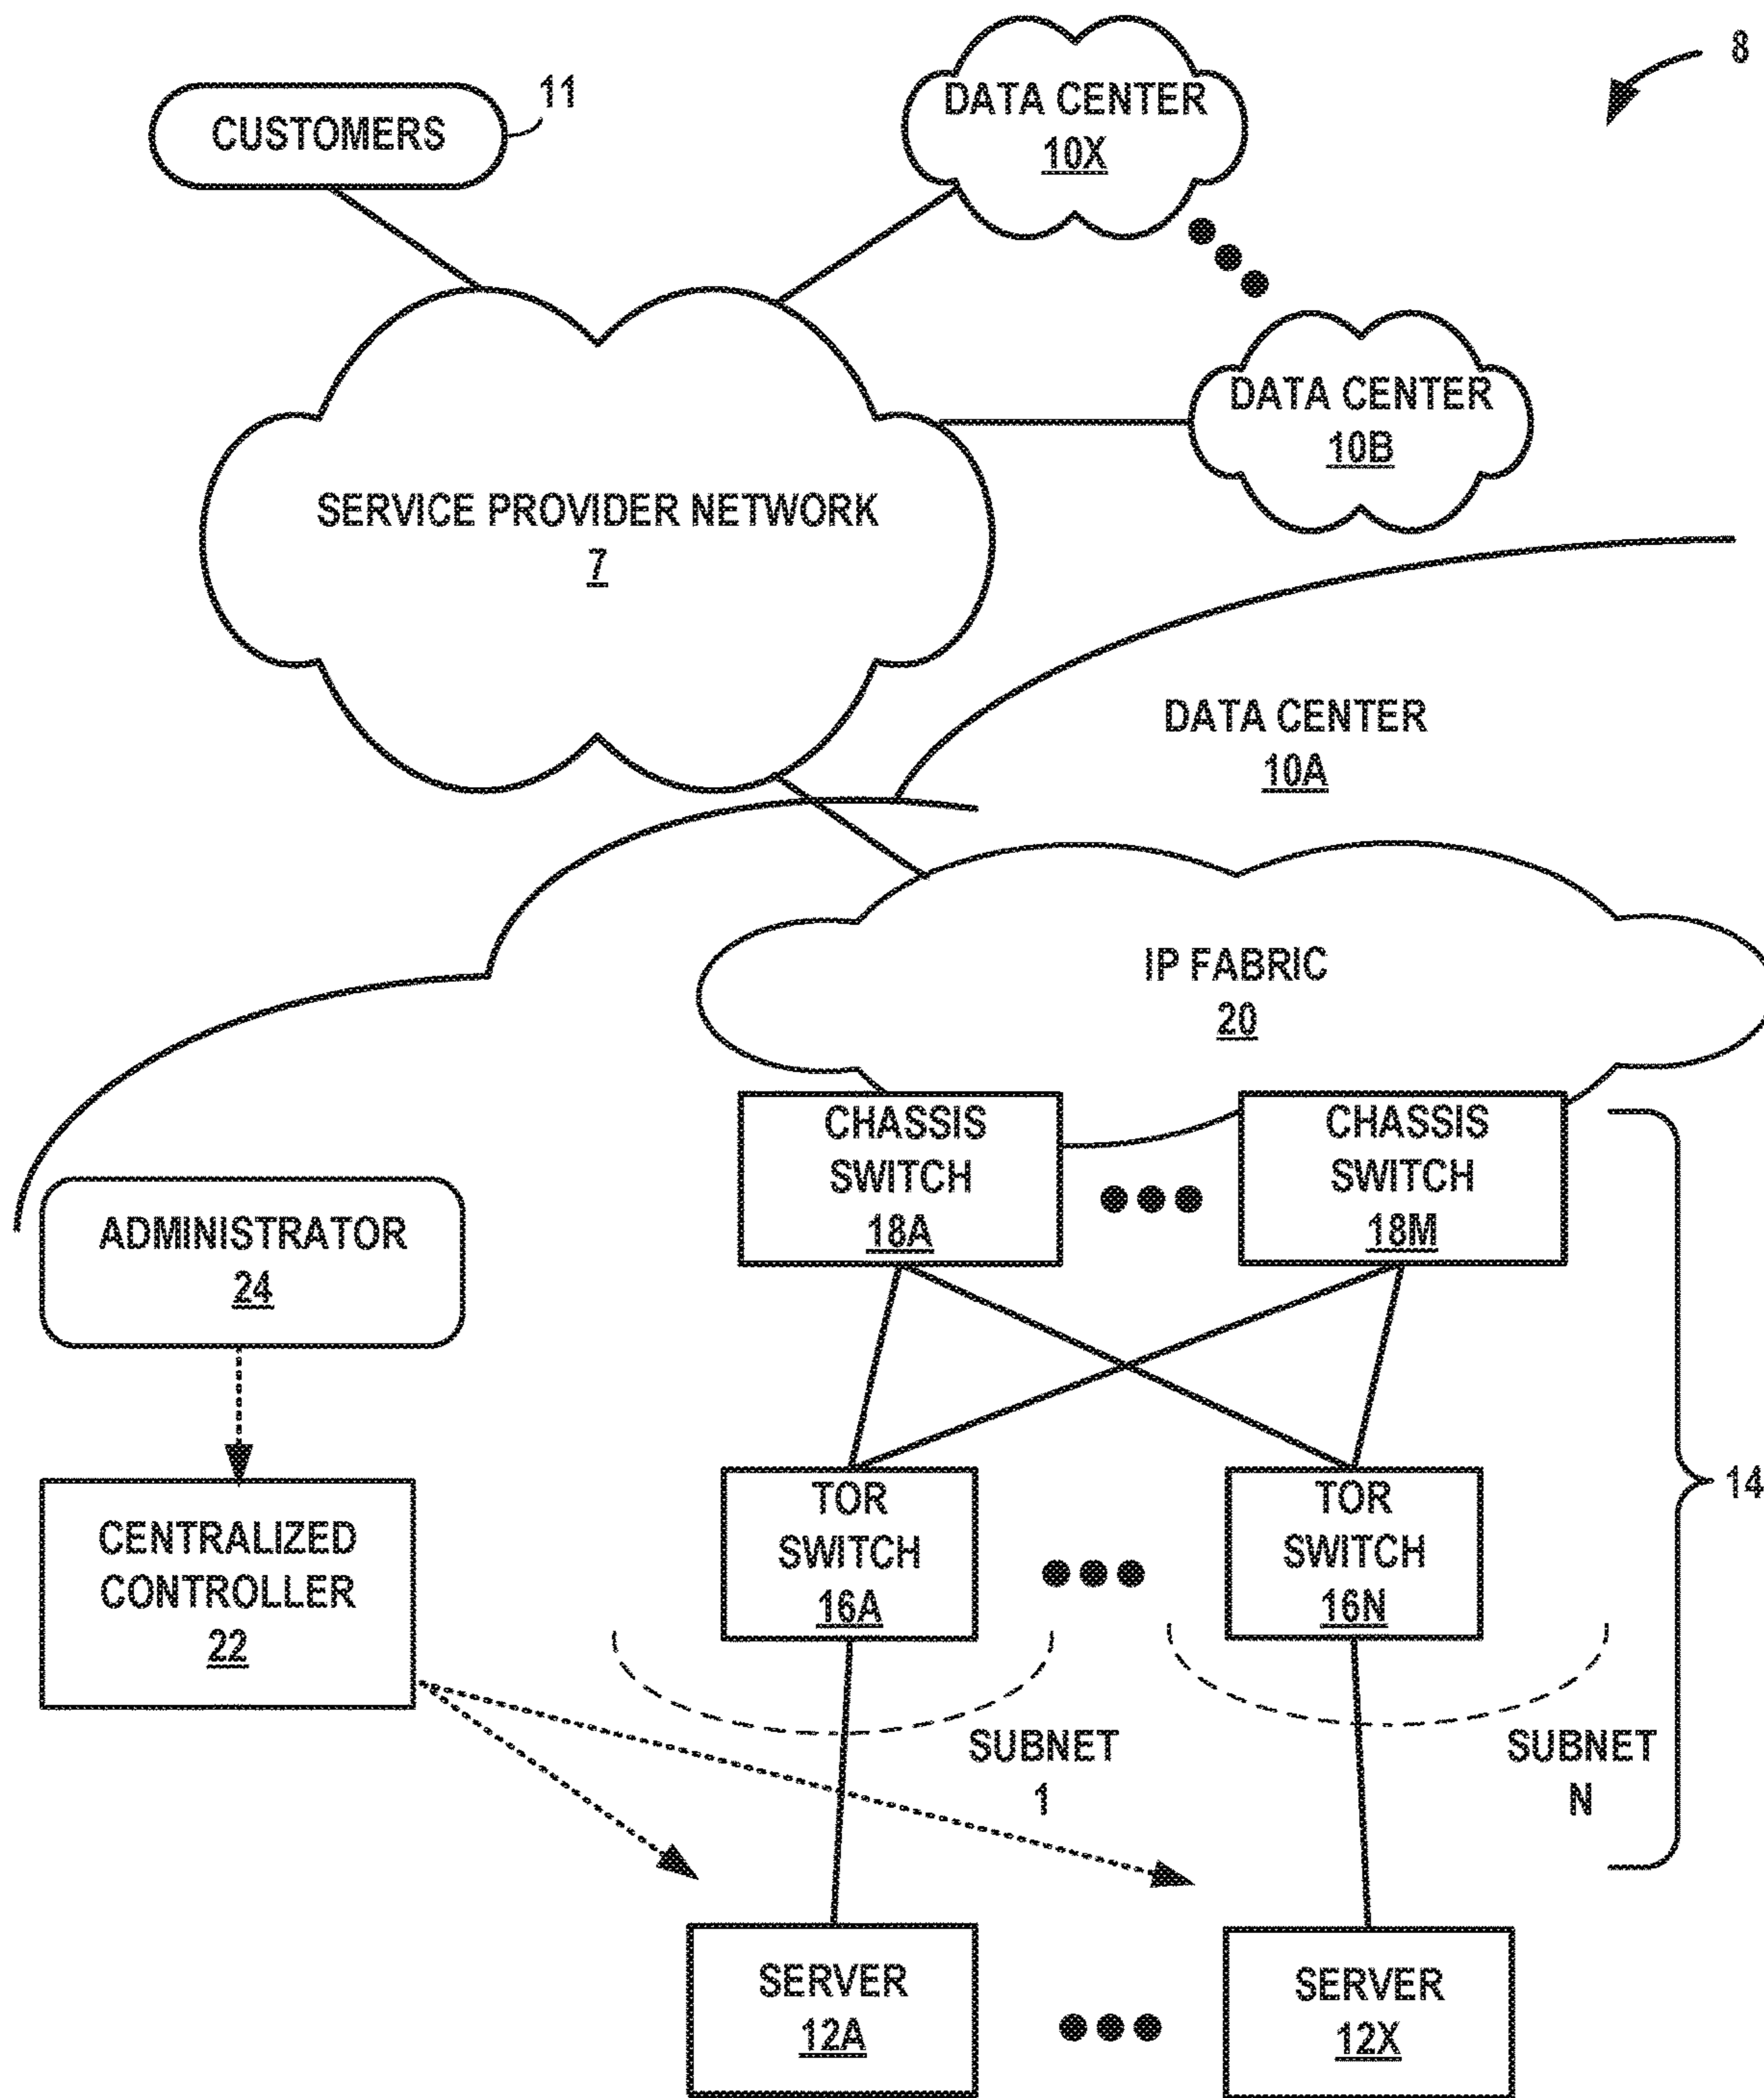 8
11
CUSTOMERS
DATA CENTER
10X
DATA CENTER
10B
SERVICE PROVIDER NETWORK
7
DATA CENTER
10A
IP FABRIC
20
CHASSIS
SWITCH
18A
CHASSIS
SWITCH
18M
ADMINISTRATOR
24
14
CENTRALIZED
CONTROLLER
22
TOR
SWITCH
16A
TOR
SWITCH
16N
SUBNET
1
SUBNET
N
SERVER
12A
SERVER
12X